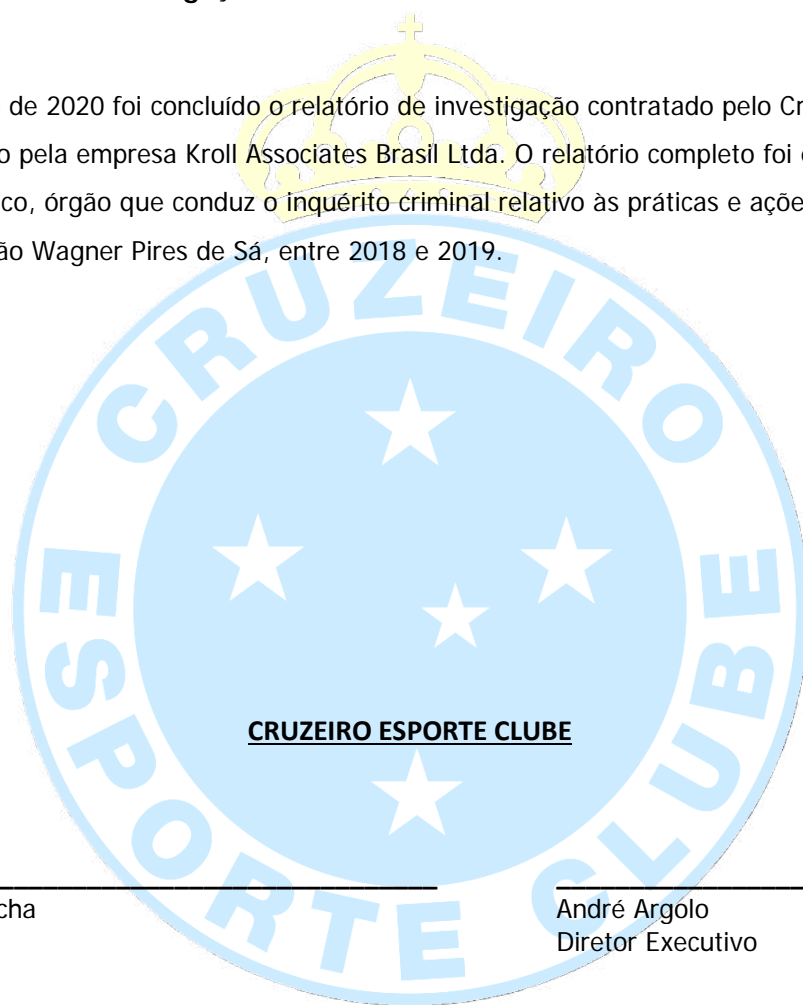 de 2020 foi concluído o relatório de investigação contratado pelo Cr
o pela empresa Kroll Associates Brasil Ltda. O relatório completo foi
co, órgão que conduz o inquérito criminal relativo às práticas e açõe
ão Wagner Pires de Sá, entre 2018 e 2019.
CRUZEIRO
ESPORTE CLUBE
CRUZEIRO ESPORTE CLUBE
cha
André Argolo
Diretor Executivo